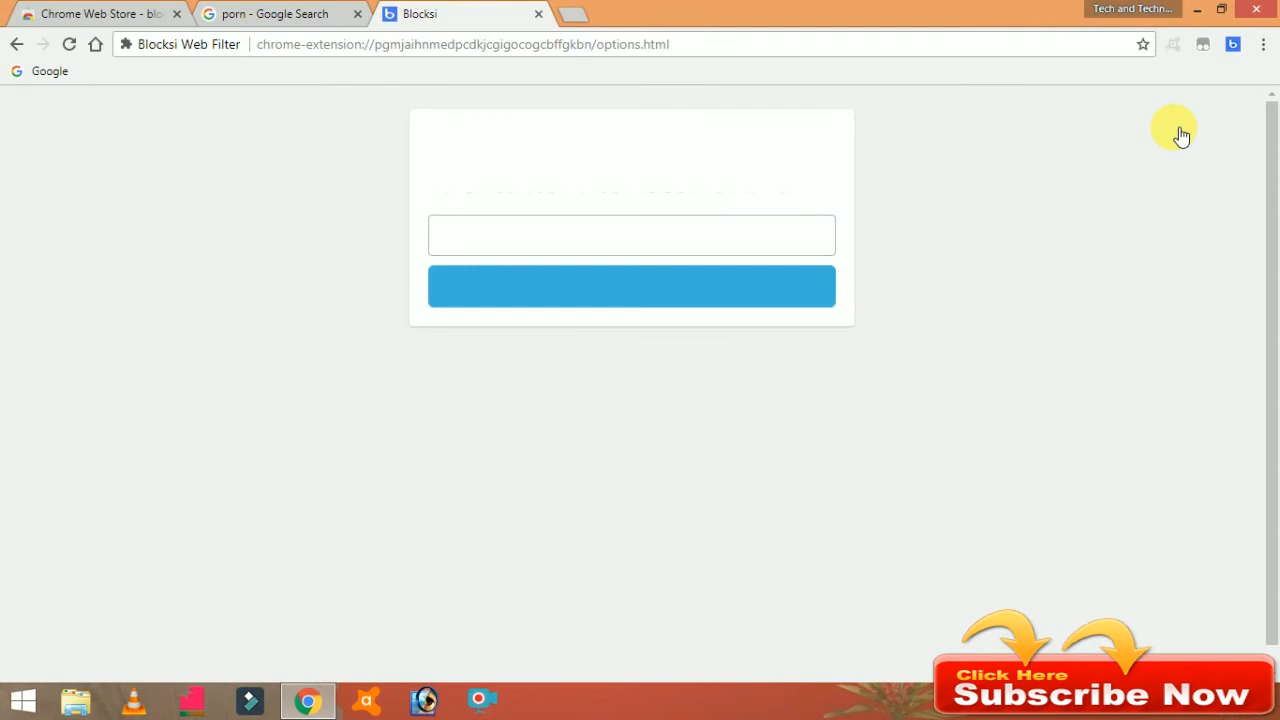 Chrome Web Store - blo
porn - Google Search
Blocksi
Tech and Techn...
Blocksi Web Filter
chrome-extension://pgmjaihnmedpcdkjcgigocogcbffgkbn/options.html
Google
Click Here
Subscribe Now